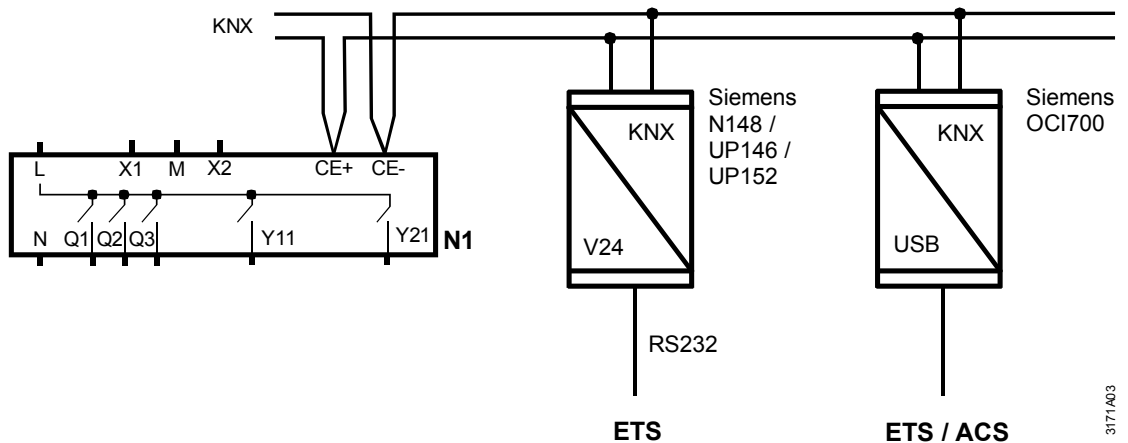 KNX
Siemens
N148 /
UP146 /
UP152
Siemens
OCI700
KNX
KNX
L X1 M X2 CE+ CE-
N Q1 Q2 Q3 Y11 Y21 N1
V24
USB
RS232
ETS
ETS / ACS
3171A03